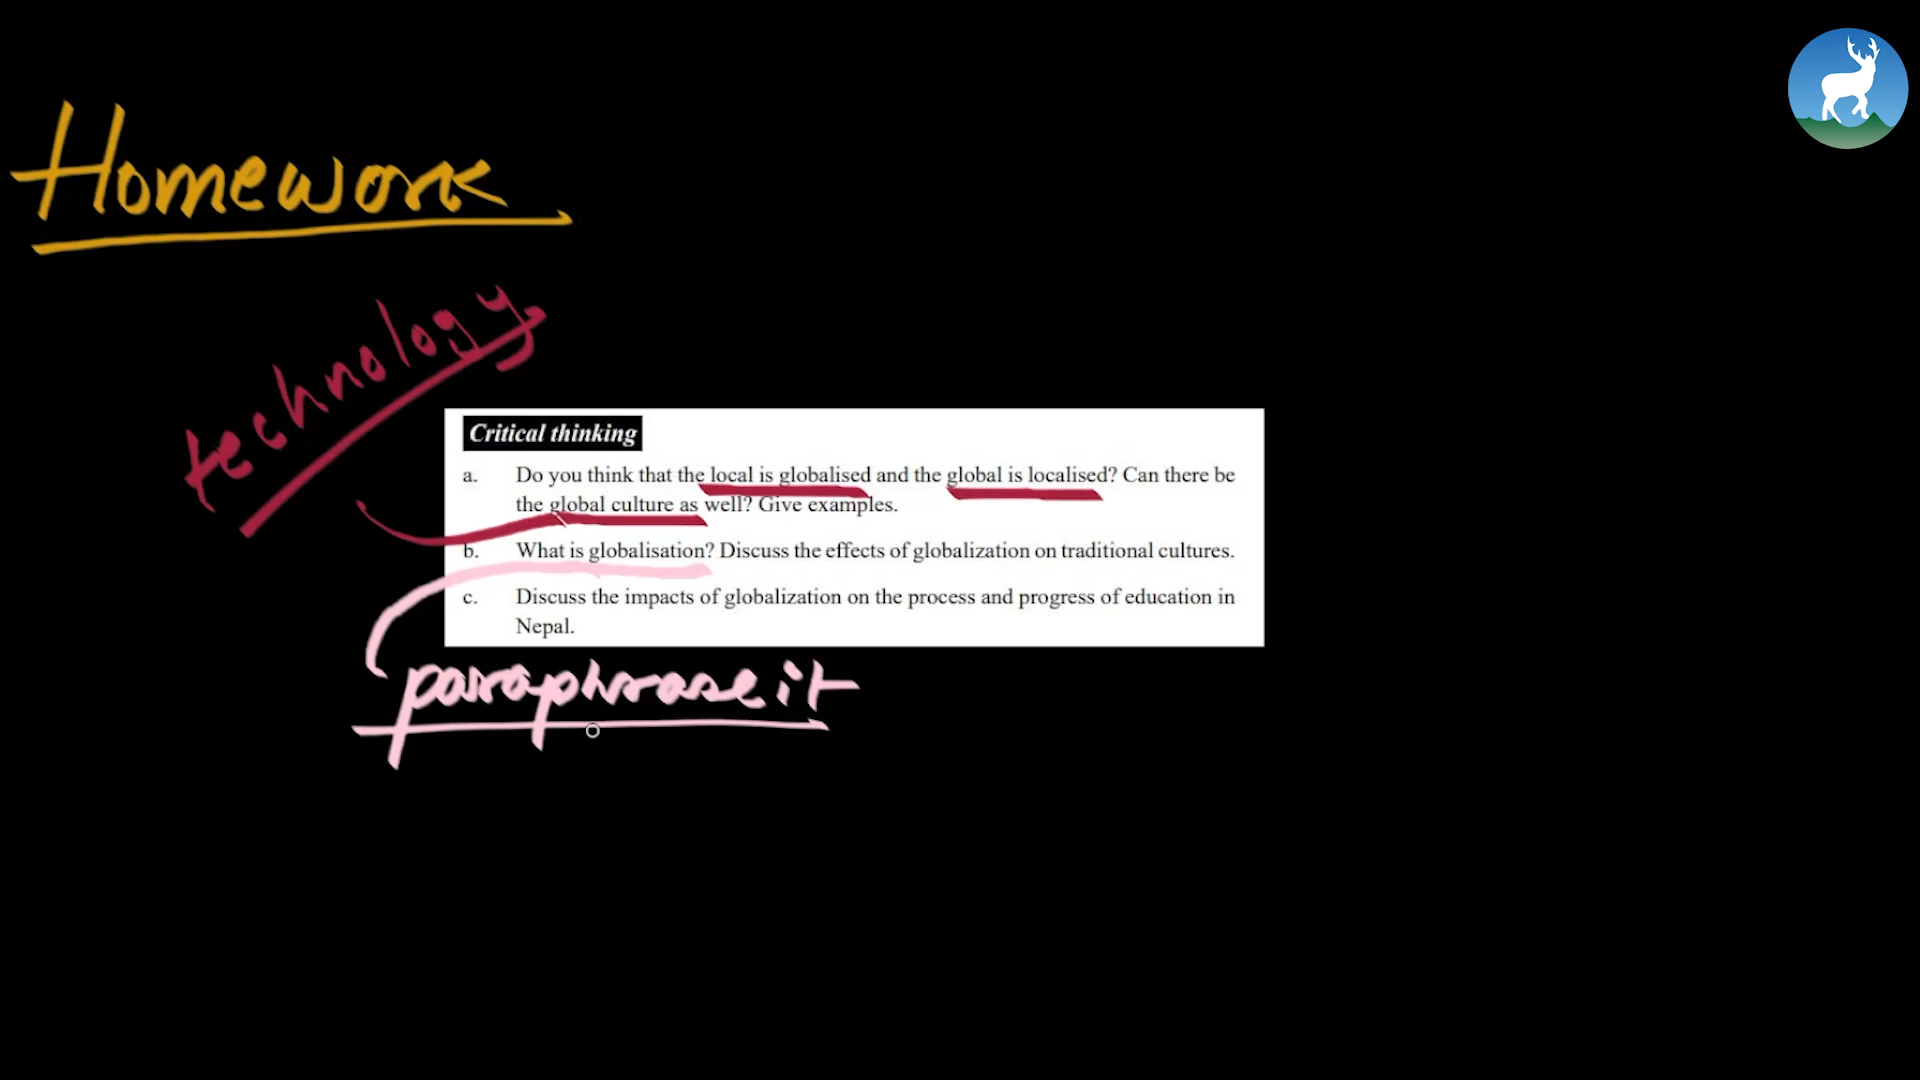 Homework
technology
Critical thinking
a. Do you think that the local is globalised and the global is localised? Can there be
the global culture as well? Give examples.
b. What is globalisation? Discuss the effects of globalization on traditional cultures.
c. Discuss the impacts of globalization on the process and progress of education in
Nepal.
paraphrase it